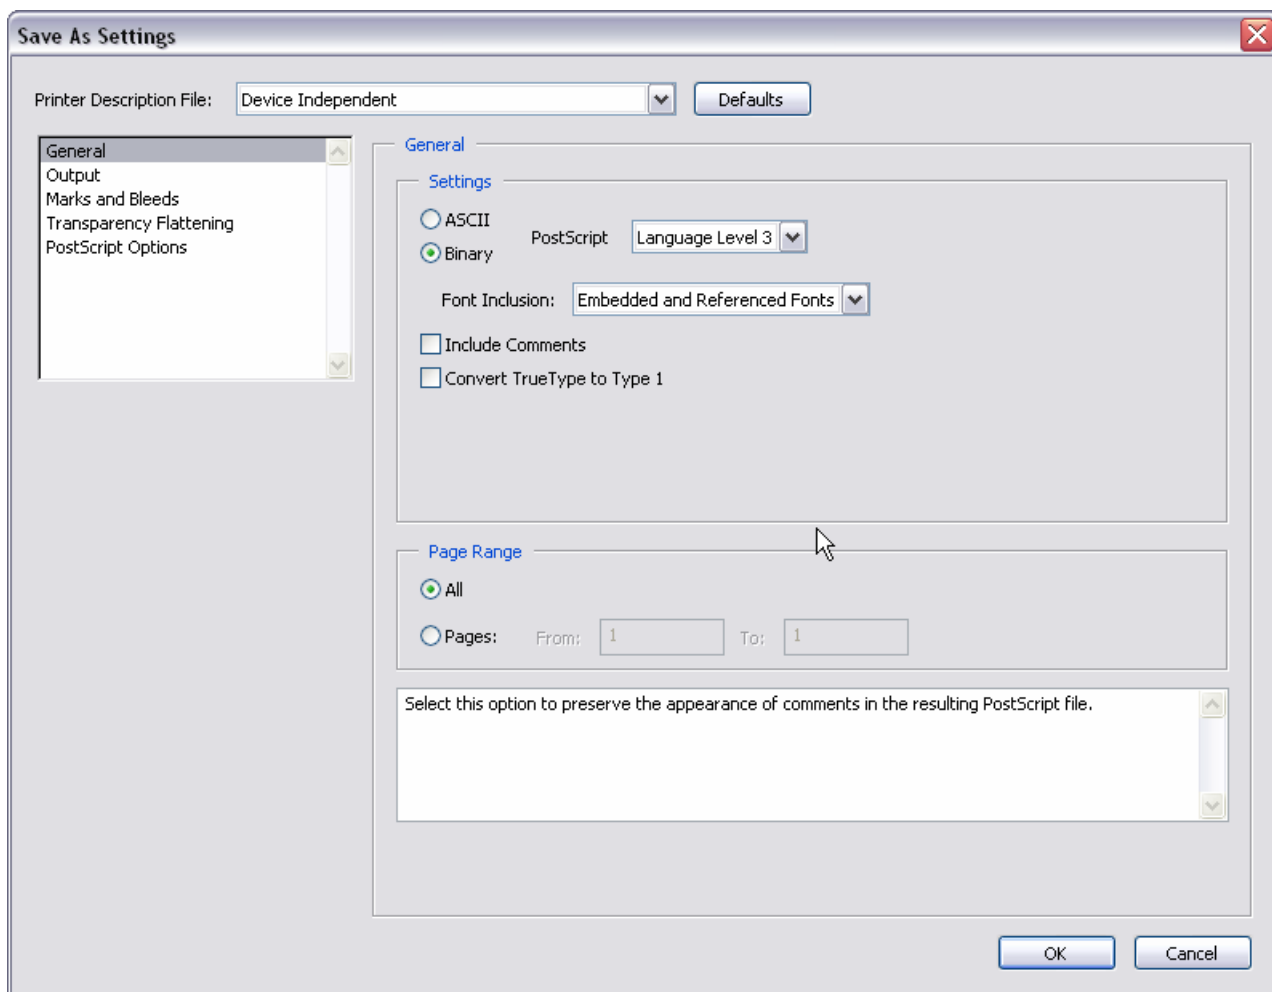 Save As Settings
Printer Description File: Device Independent Defaults
General
Output
Marks and Bleeds
Transparency Flattening
PostScript Options
General
Settings
ASCII
Binary
PostScript Language Level 3
Font Inclusion: Embedded and Referenced Fonts
Include Comments
Convert TrueType to Type 1
Page Range
All
Pages: From: 1 To: 1
Select this option to preserve the appearance of comments in the resulting PostScript file.
OK Cancel